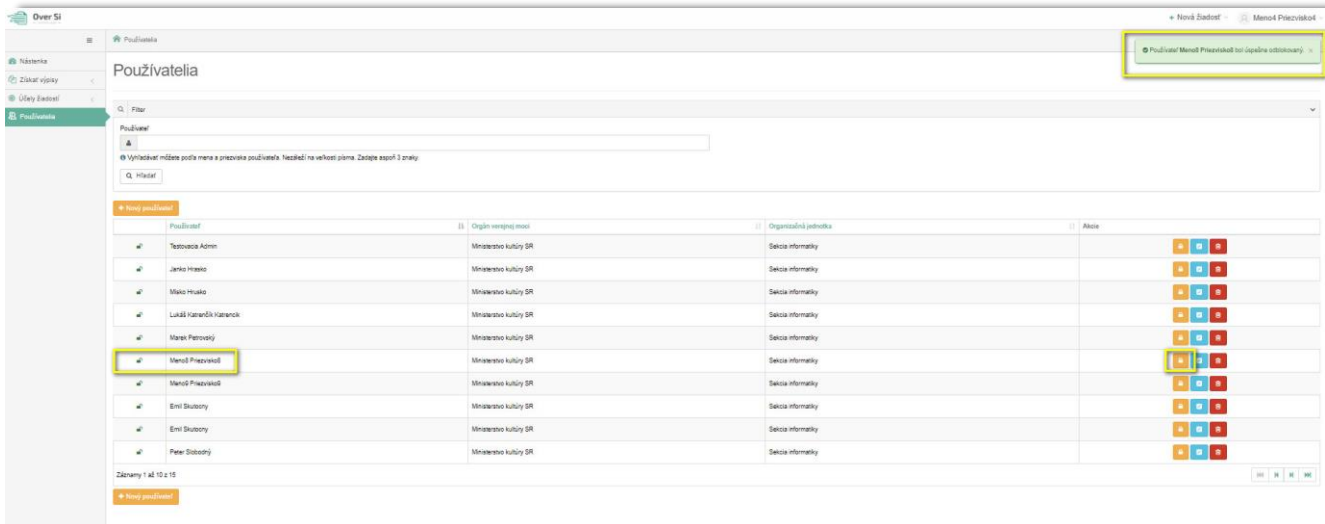 Over Si
+ Nová žiadosť
Meno4 Priezvisko4
Používatelia
Používateľ Meno8 Priezvisko8 bol úspešne odblokovaný. ×
Nástenka
Získať výpisy
Účely žiadostí
Používatelia
Používatelia
Filter
Používateľ
Vyhľadávať môžete podľa mena a priezviska používateľa. Nezáleží na veľkosti písma. Zadajte aspoň 3 znaky.
Hľadať
+ Nový používateľ
Používateľ Orgán verejnej moci Organizačná jednotka Akcie
Testovacia Admin Ministerstvo kultúry SR Sekcia informatiky
Janko Hrasko Ministerstvo kultúry SR Sekcia informatiky
Misko Hrusko Ministerstvo kultúry SR Sekcia informatiky
Lukáš Katrenčík Katrencik Ministerstvo kultúry SR Sekcia informatiky
Marek Petrovský Ministerstvo kultúry SR Sekcia informatiky
Meno8 Priezvisko8 Ministerstvo kultúry SR Sekcia informatiky
Meno9 Priezvisko9 Ministerstvo kultúry SR Sekcia informatiky
Emil Skutocny Ministerstvo kultúry SR Sekcia informatiky
Emil Skutocny Ministerstvo kultúry SR Sekcia informatiky
Peter Slobodný Ministerstvo kultúry SR Sekcia informatiky
Záznamy 1 až 10 z 15
+ Nový používateľ